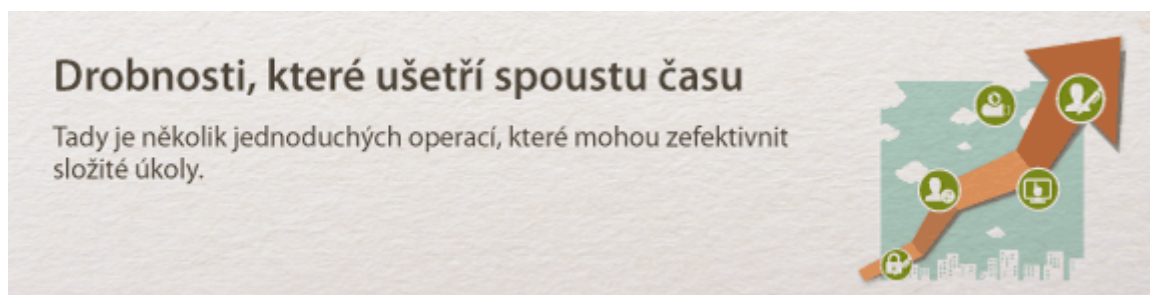 Drobnosti, které ušetří spoustu času
Tady je několik jednoduchých operací, které mohou zefektivnit
složité úkoly.